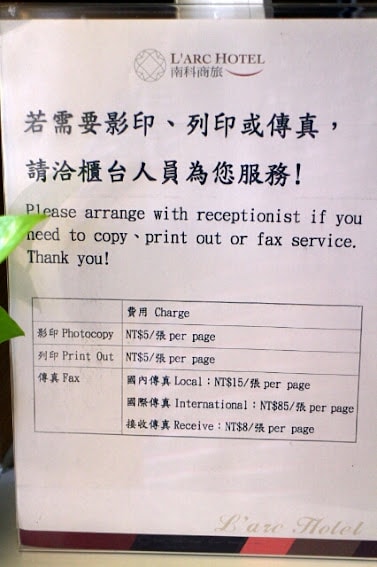 L'ARC HOTEL
南科商旅
若需要影印、列印或傳真，
請洽櫃台人員為您服務!
Please arrange with receptionist if you
need to copy、print out or fax service.
Thank you!
費用 Charge
影印 Photocopy NT$5/張 per page
列印 Print Out NT$5/張 per page
傳真 Fax 國內傳真 Local：NT$15/張 per page
國際傳真 International：NT$85/張 per page
接收傳真 Receive：NT$8/張 per page
L'arc Hotel